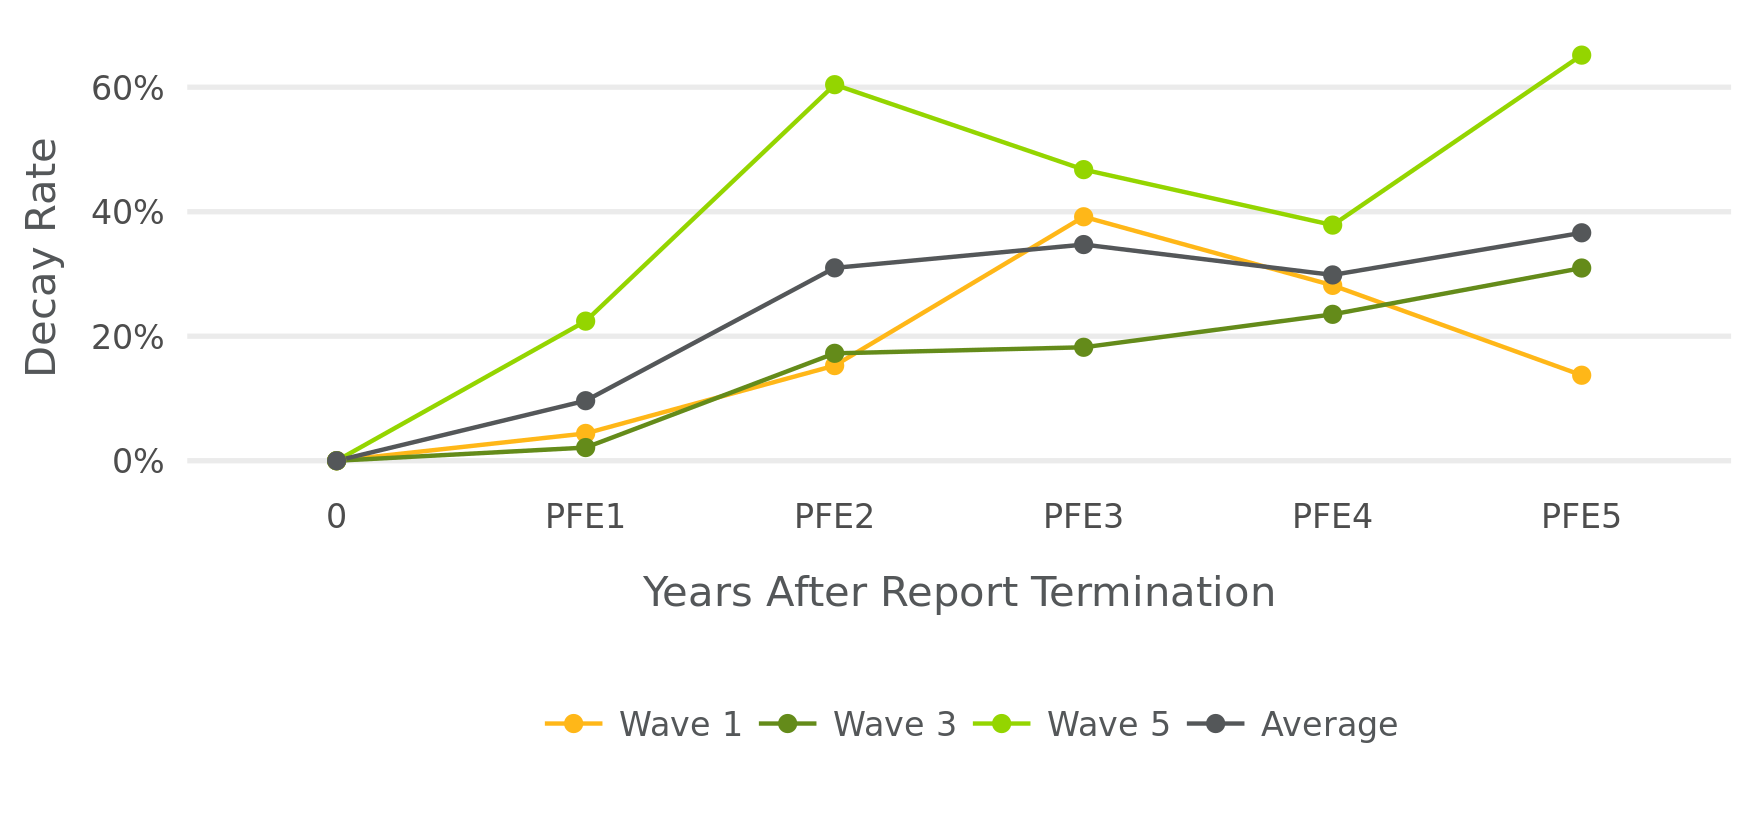 60%
40%
20%
0%
Decay Rate
0 PFE1 PFE2 PFE3 PFE4 PFE5
Years After Report Termination
Wave 1 Wave 3 Wave 5 Average